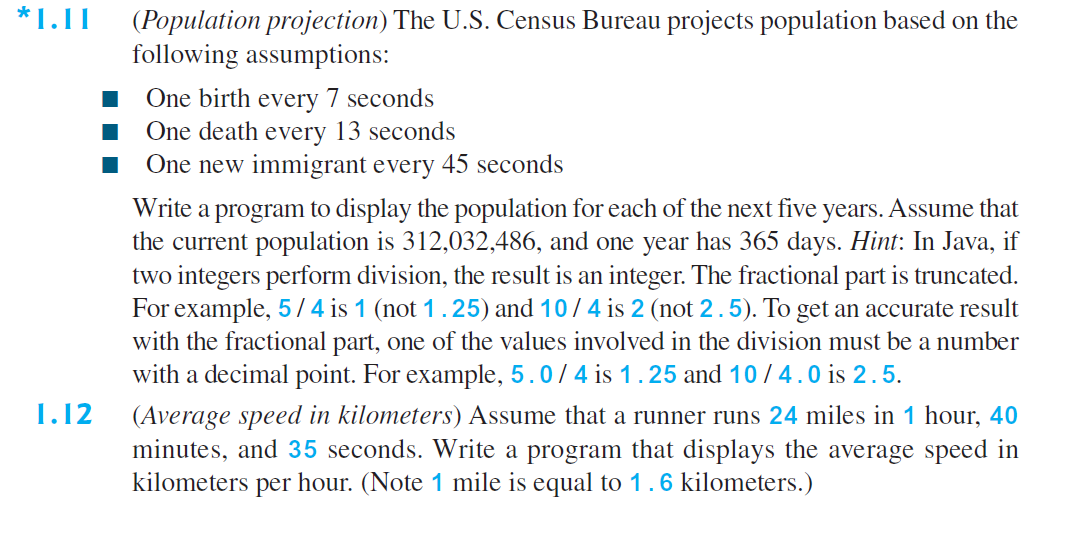 *1.11 (Population projection) The U.S. Census Bureau projects population based on the
following assumptions:
■ One birth every 7 seconds
■ One death every 13 seconds
■ One new immigrant every 45 seconds
Write a program to display the population for each of the next five years. Assume that
the current population is 312,032,486, and one year has 365 days. Hint: In Java, if
two integers perform division, the result is an integer. The fractional part is truncated.
For example, 5 / 4 is 1 (not 1.25) and 10 / 4 is 2 (not 2.5). To get an accurate result
with the fractional part, one of the values involved in the division must be a number
with a decimal point. For example, 5.0 / 4 is 1.25 and 10 / 4.0 is 2.5.
1.12 (Average speed in kilometers) Assume that a runner runs 24 miles in 1 hour, 40
minutes, and 35 seconds. Write a program that displays the average speed in
kilometers per hour. (Note 1 mile is equal to 1.6 kilometers.)